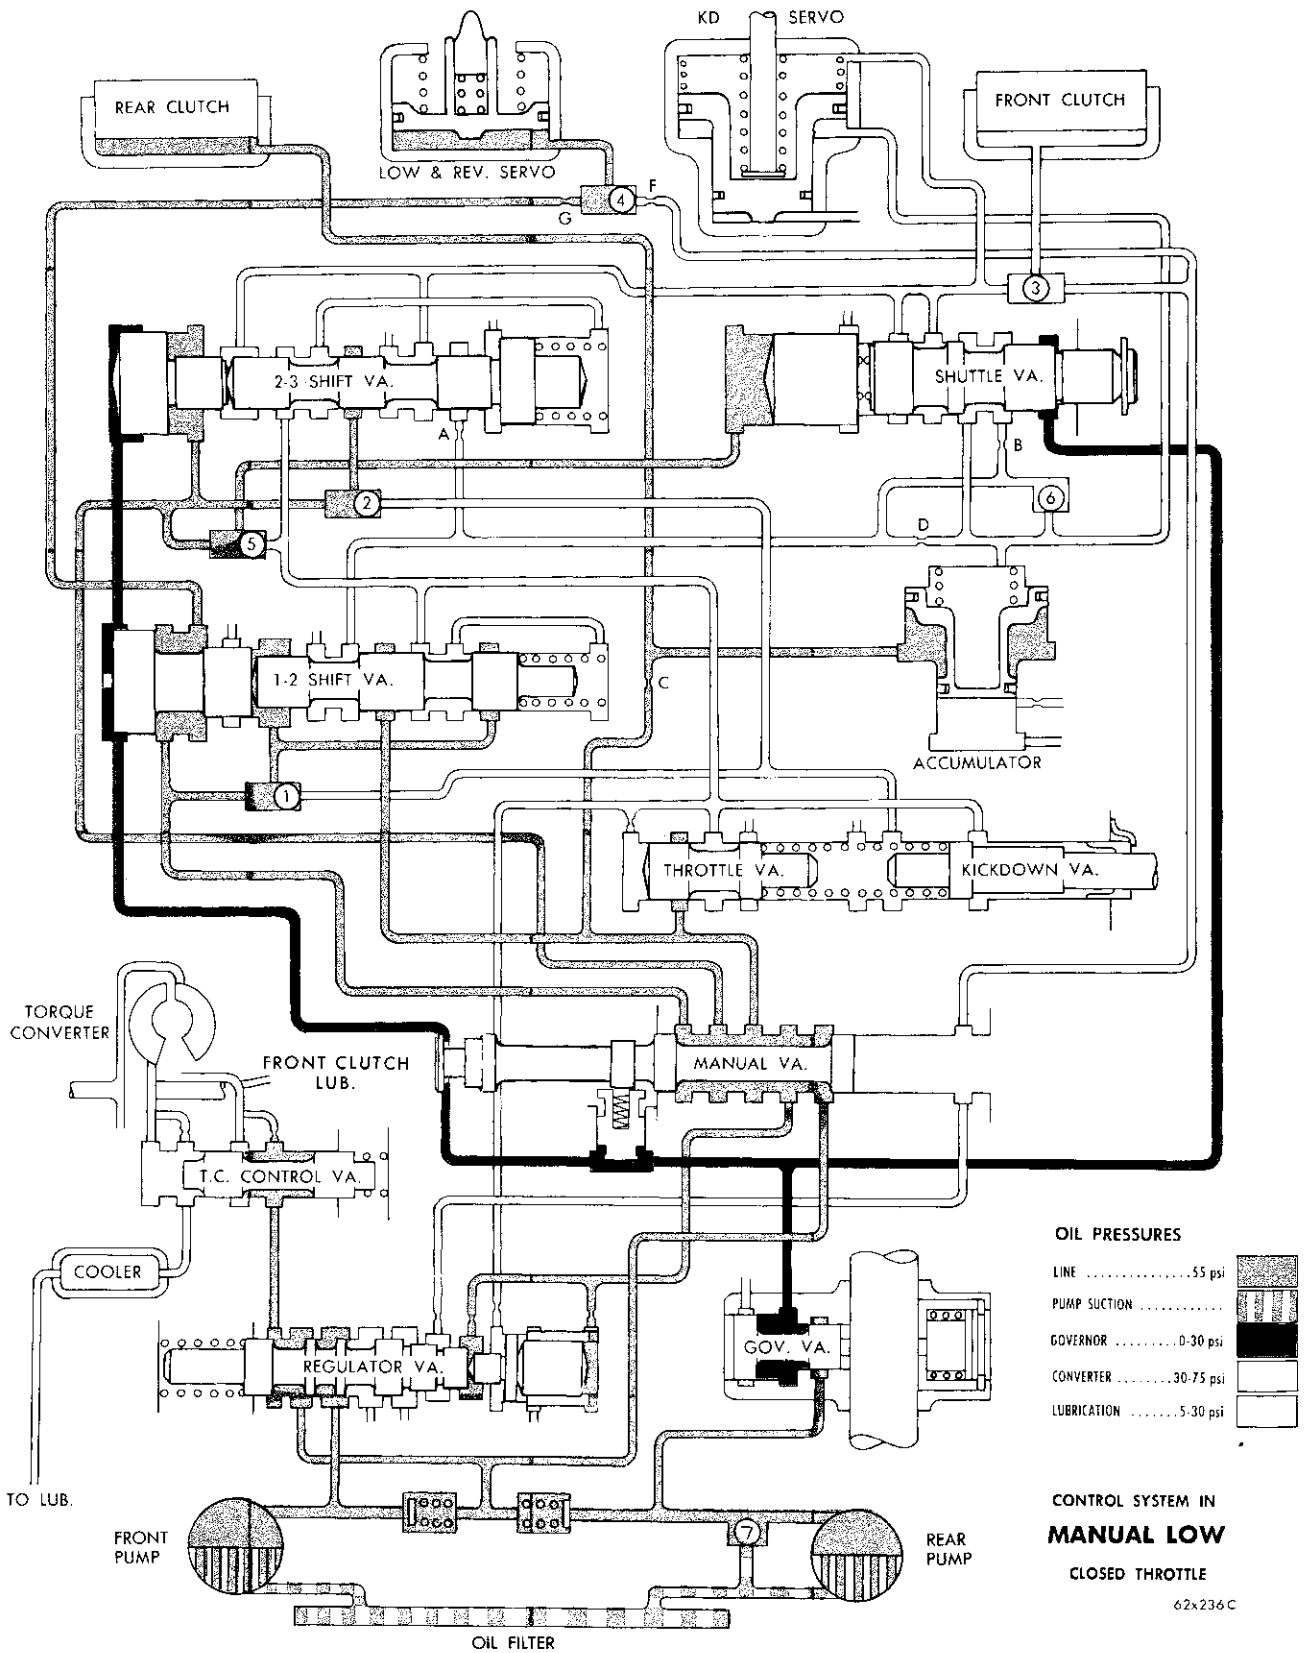 KD SERVO
REAR CLUTCH
FRONT CLUTCH
LOW & REV. SERVO
4
F
G
3
2-3 SHIFT VA.
SHUTTLE VA.
A
B
2
6
5
D
1-2 SHIFT VA.
C
ACCUMULATOR
1
THROTTLE VA.
KICKDOWN VA.
TORQUE
CONVERTER
FRONT CLUTCH
LUB.
MANUAL VA.
T.C. CONTROL VA.
COOLER
OIL PRESSURES
LINE ...............55 psi
PUMP SUCTION ............
GOVERNOR .........0-30 psi
CONVERTER ........30-75 psi
LUBRICATION .......5-30 psi
GOV. VA.
REGULATOR VA.
TO LUB.
FRONT
PUMP
7
REAR
PUMP
OIL FILTER
CONTROL SYSTEM IN
MANUAL LOW
CLOSED THROTTLE
62x236C